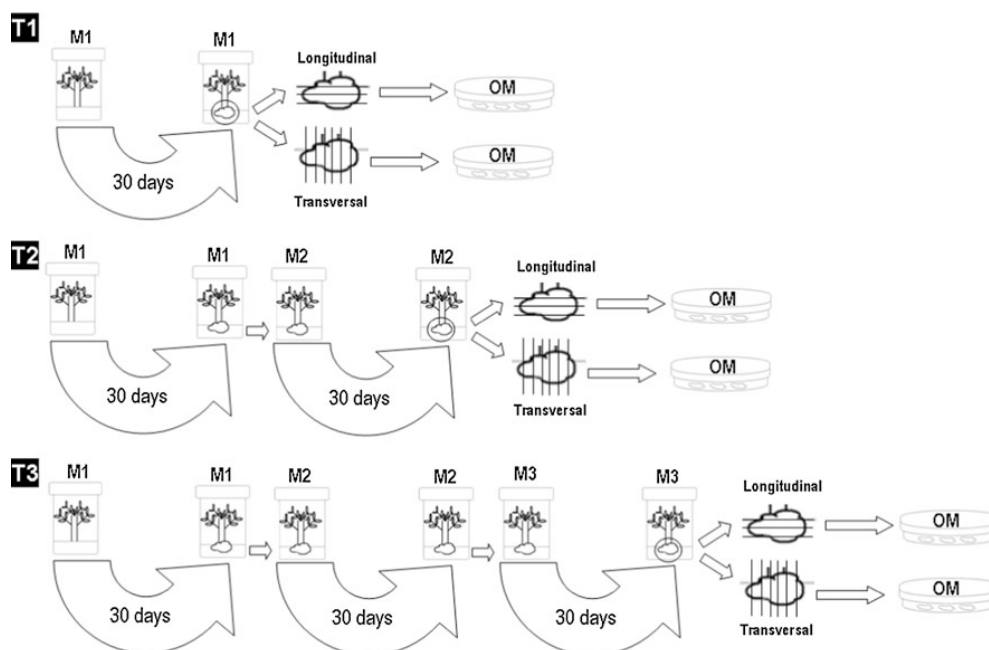 T1
M1
M1
Longitudinal
OM
30 days
Transversal
OM
T2
M1
M1
M2
M2
Longitudinal
OM
30 days
30 days
Transversal
OM
T3
M1
M1
M2
M2
M3
M3
Longitudinal
OM
30 days
30 days
30 days
Transversal
OM